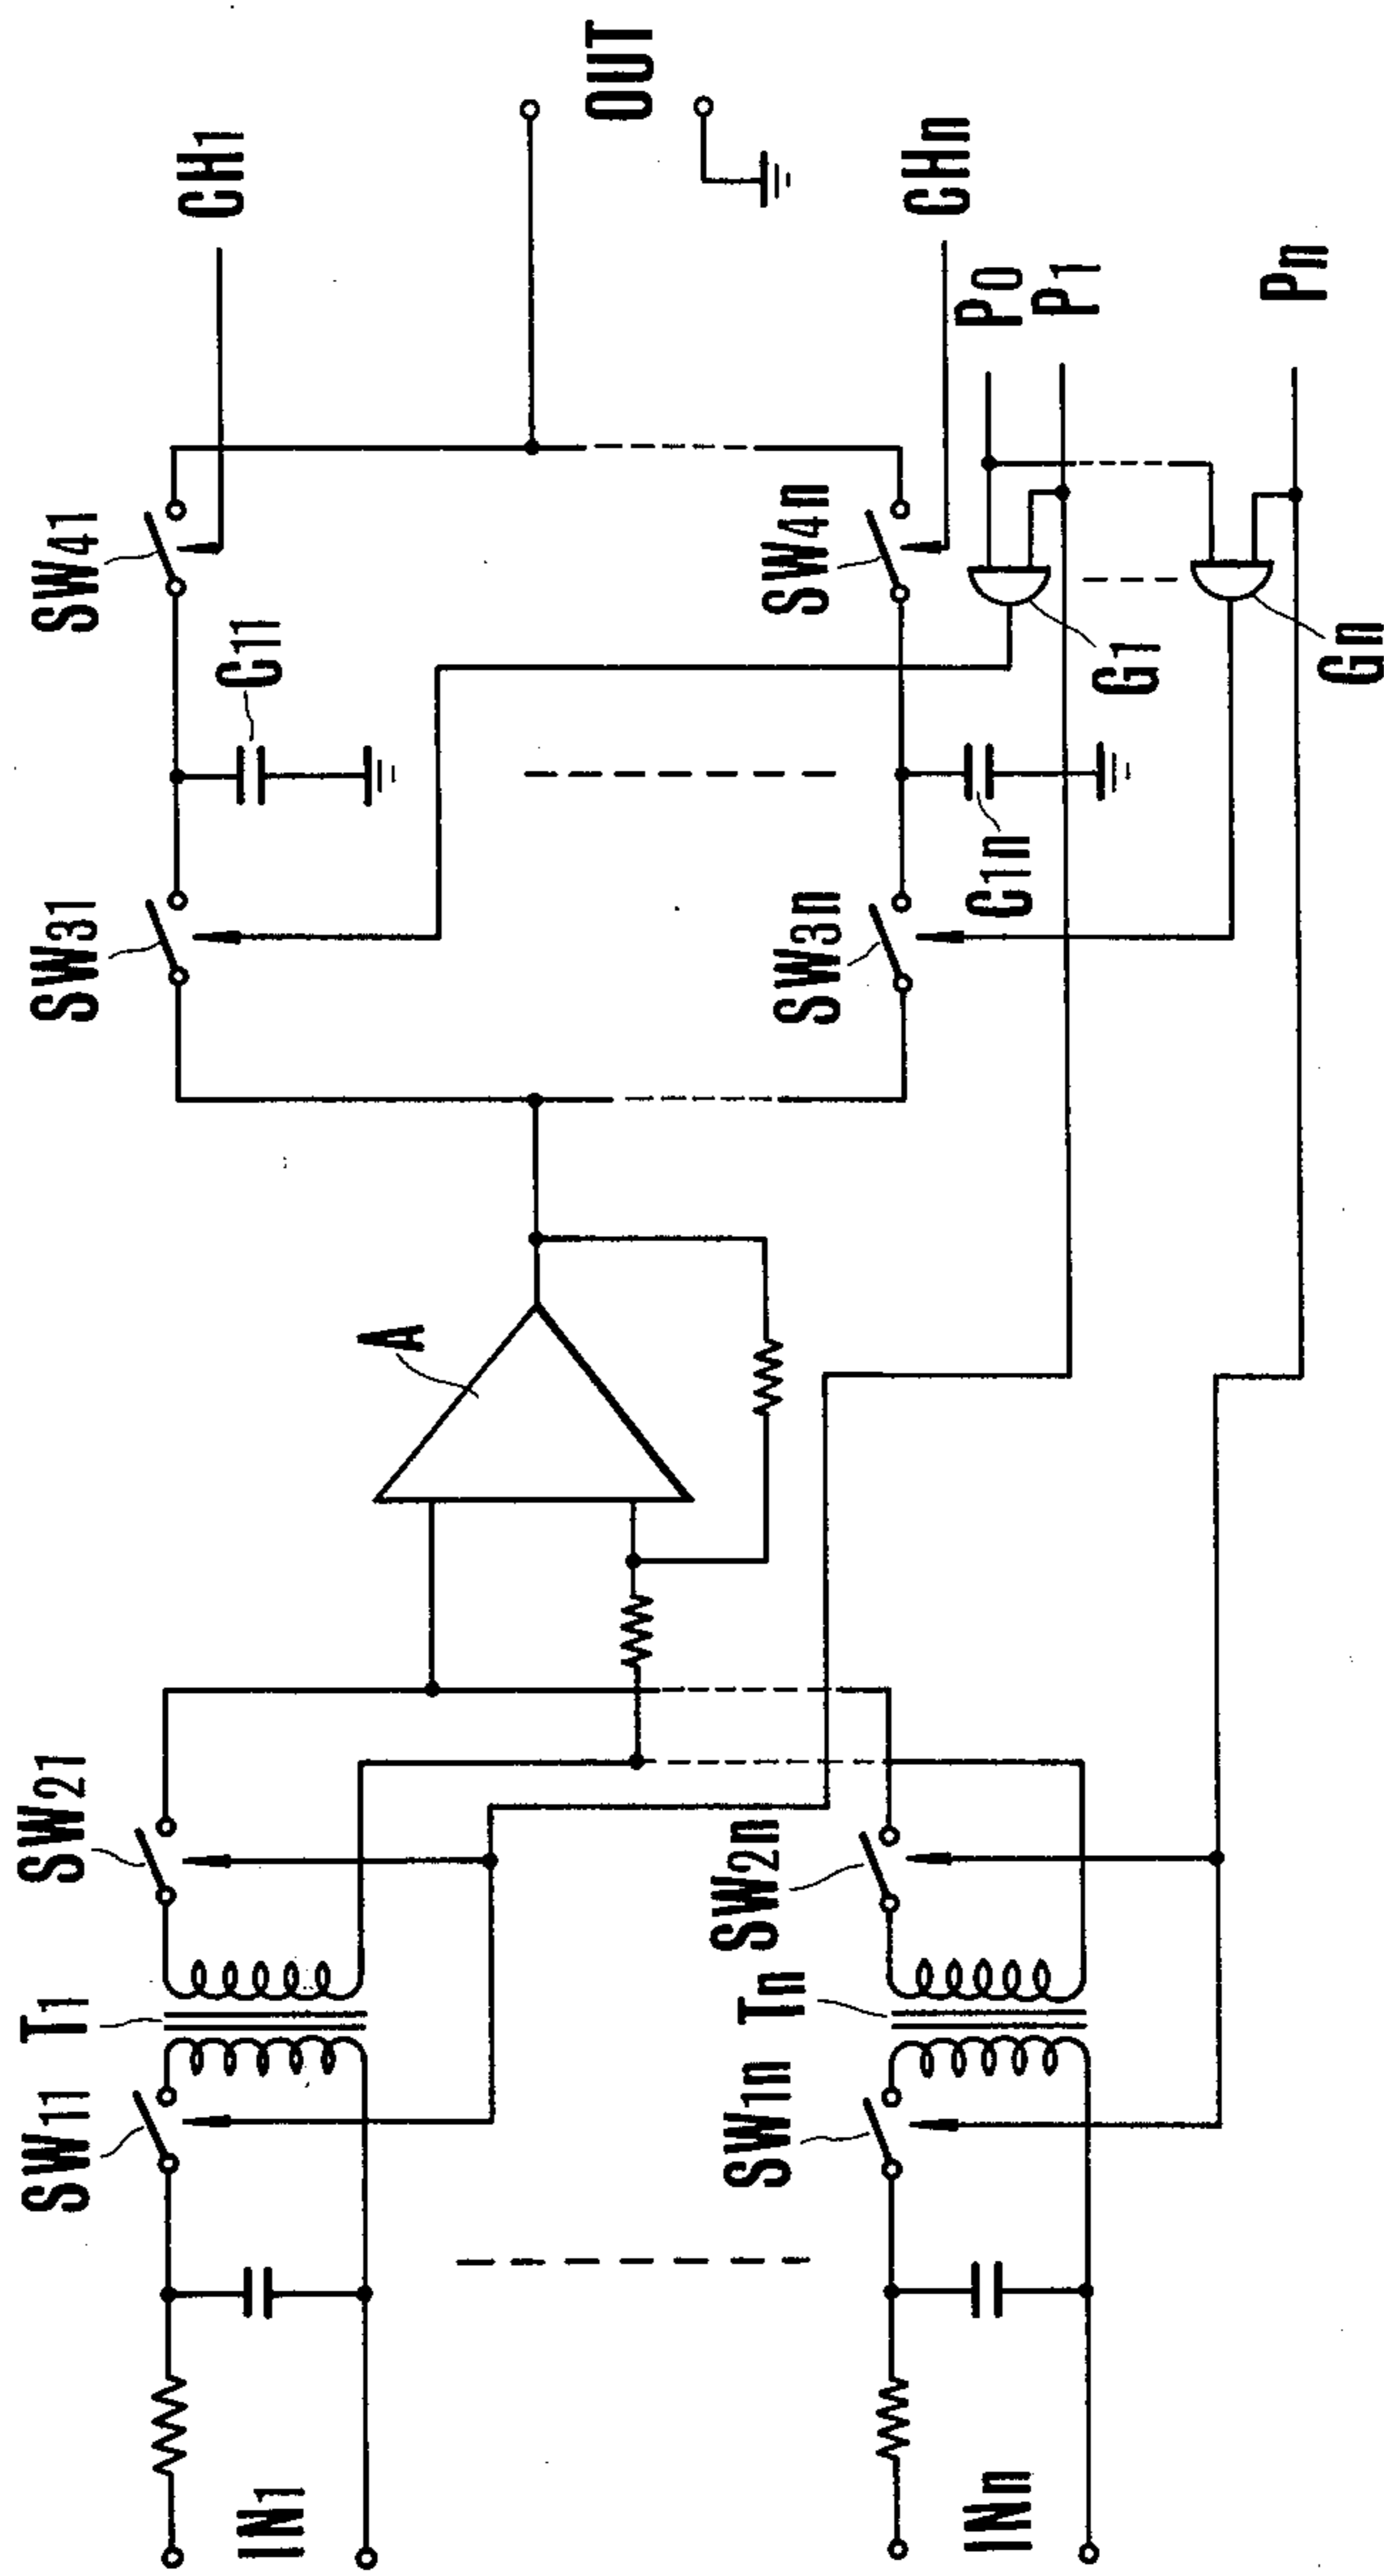 SW11
T1
SW21
A
SW31
C11
SW41
CH1
OUT
IN1
SW1n
Tn
SW2n
SW3n
C1n
SW4n
CHn
P0
P1
G1
Gn
Pn
INn